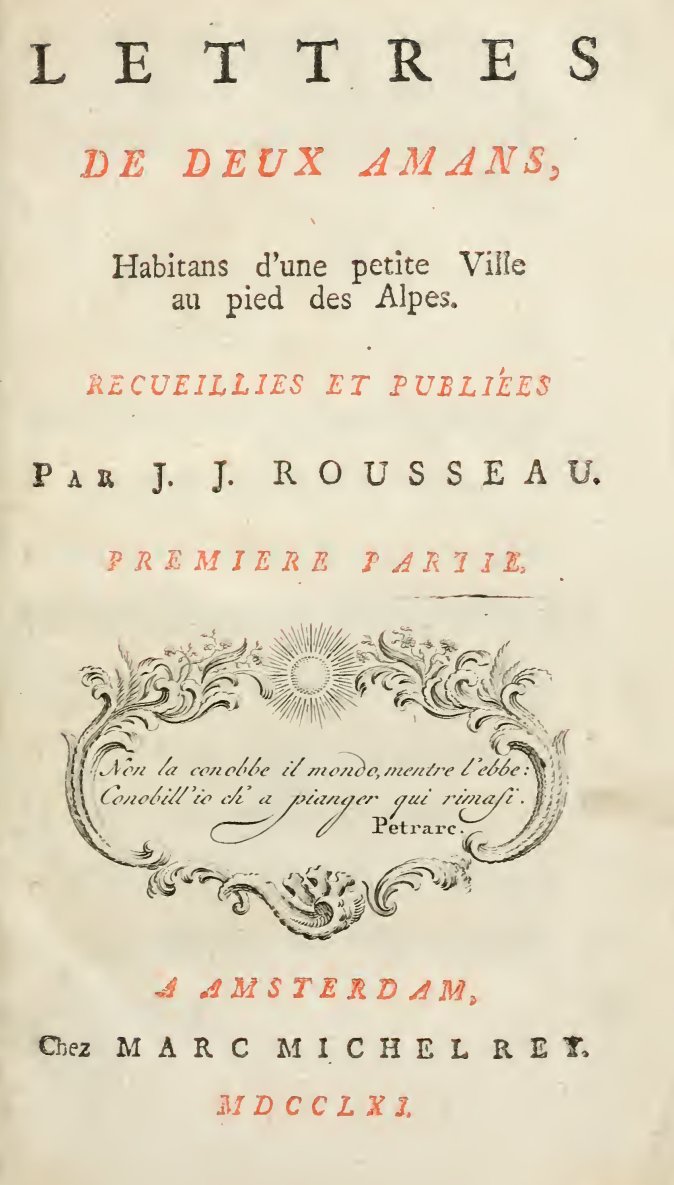 LETTRES
DE DEUX AMANS,
Habitans d'une petite Ville
au pied des Alpes.
RECUEILLIES ET PUBLIÉES
PAR J. J. ROUSSEAU.
PREMIERE PARTIE.
Non la conobbe il mondo, mentre l'ebbe:
Conobill'io ch' a pianger qui rimasi.
Petrarc.
A AMSTERDAM,
Chez MARC MICHEL REY.
MDCCLXI.